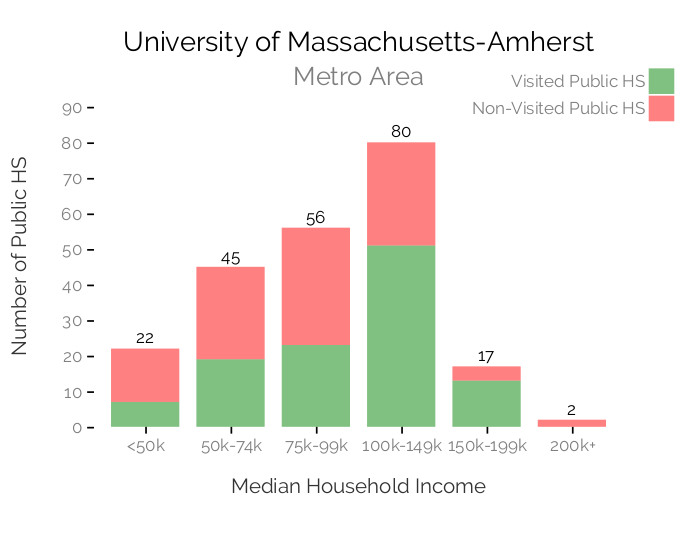 University of Massachusetts-Amherst
Metro Area
Visited Public HS
Non-Visited Public HS
Number of Public HS
90
80
70
60
50
40
30
20
10
0
22
45
56
80
17
2
<50k
50k-74k
75k-99k
100k-149k
150k-199k
200k+
Median Household Income